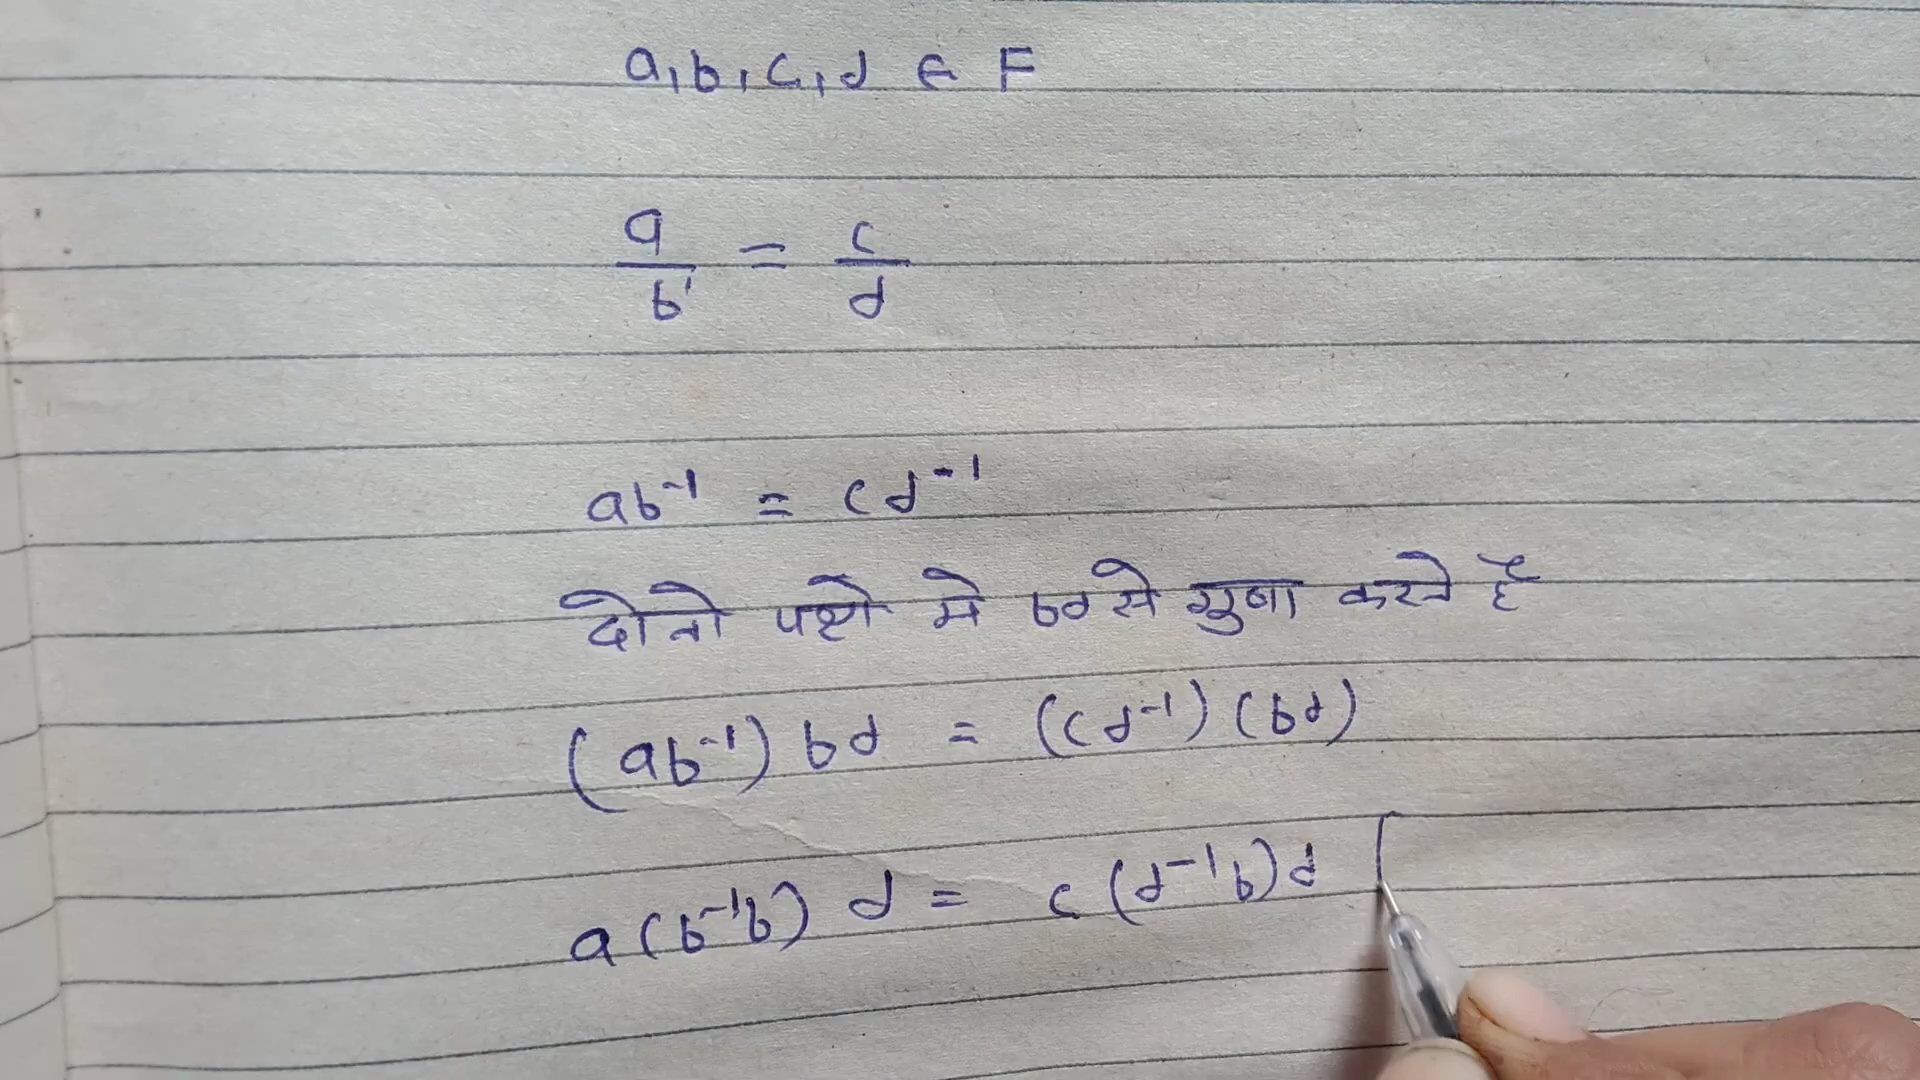 a, b, c, d ∈ F
a/b = c/d
ab⁻¹ = cd⁻¹
दोनो पक्षो मे bd से गुणा करते है
(ab⁻¹) bd = (cd⁻¹) (bd)
a(b⁻¹b) d = c (d⁻¹b)d [